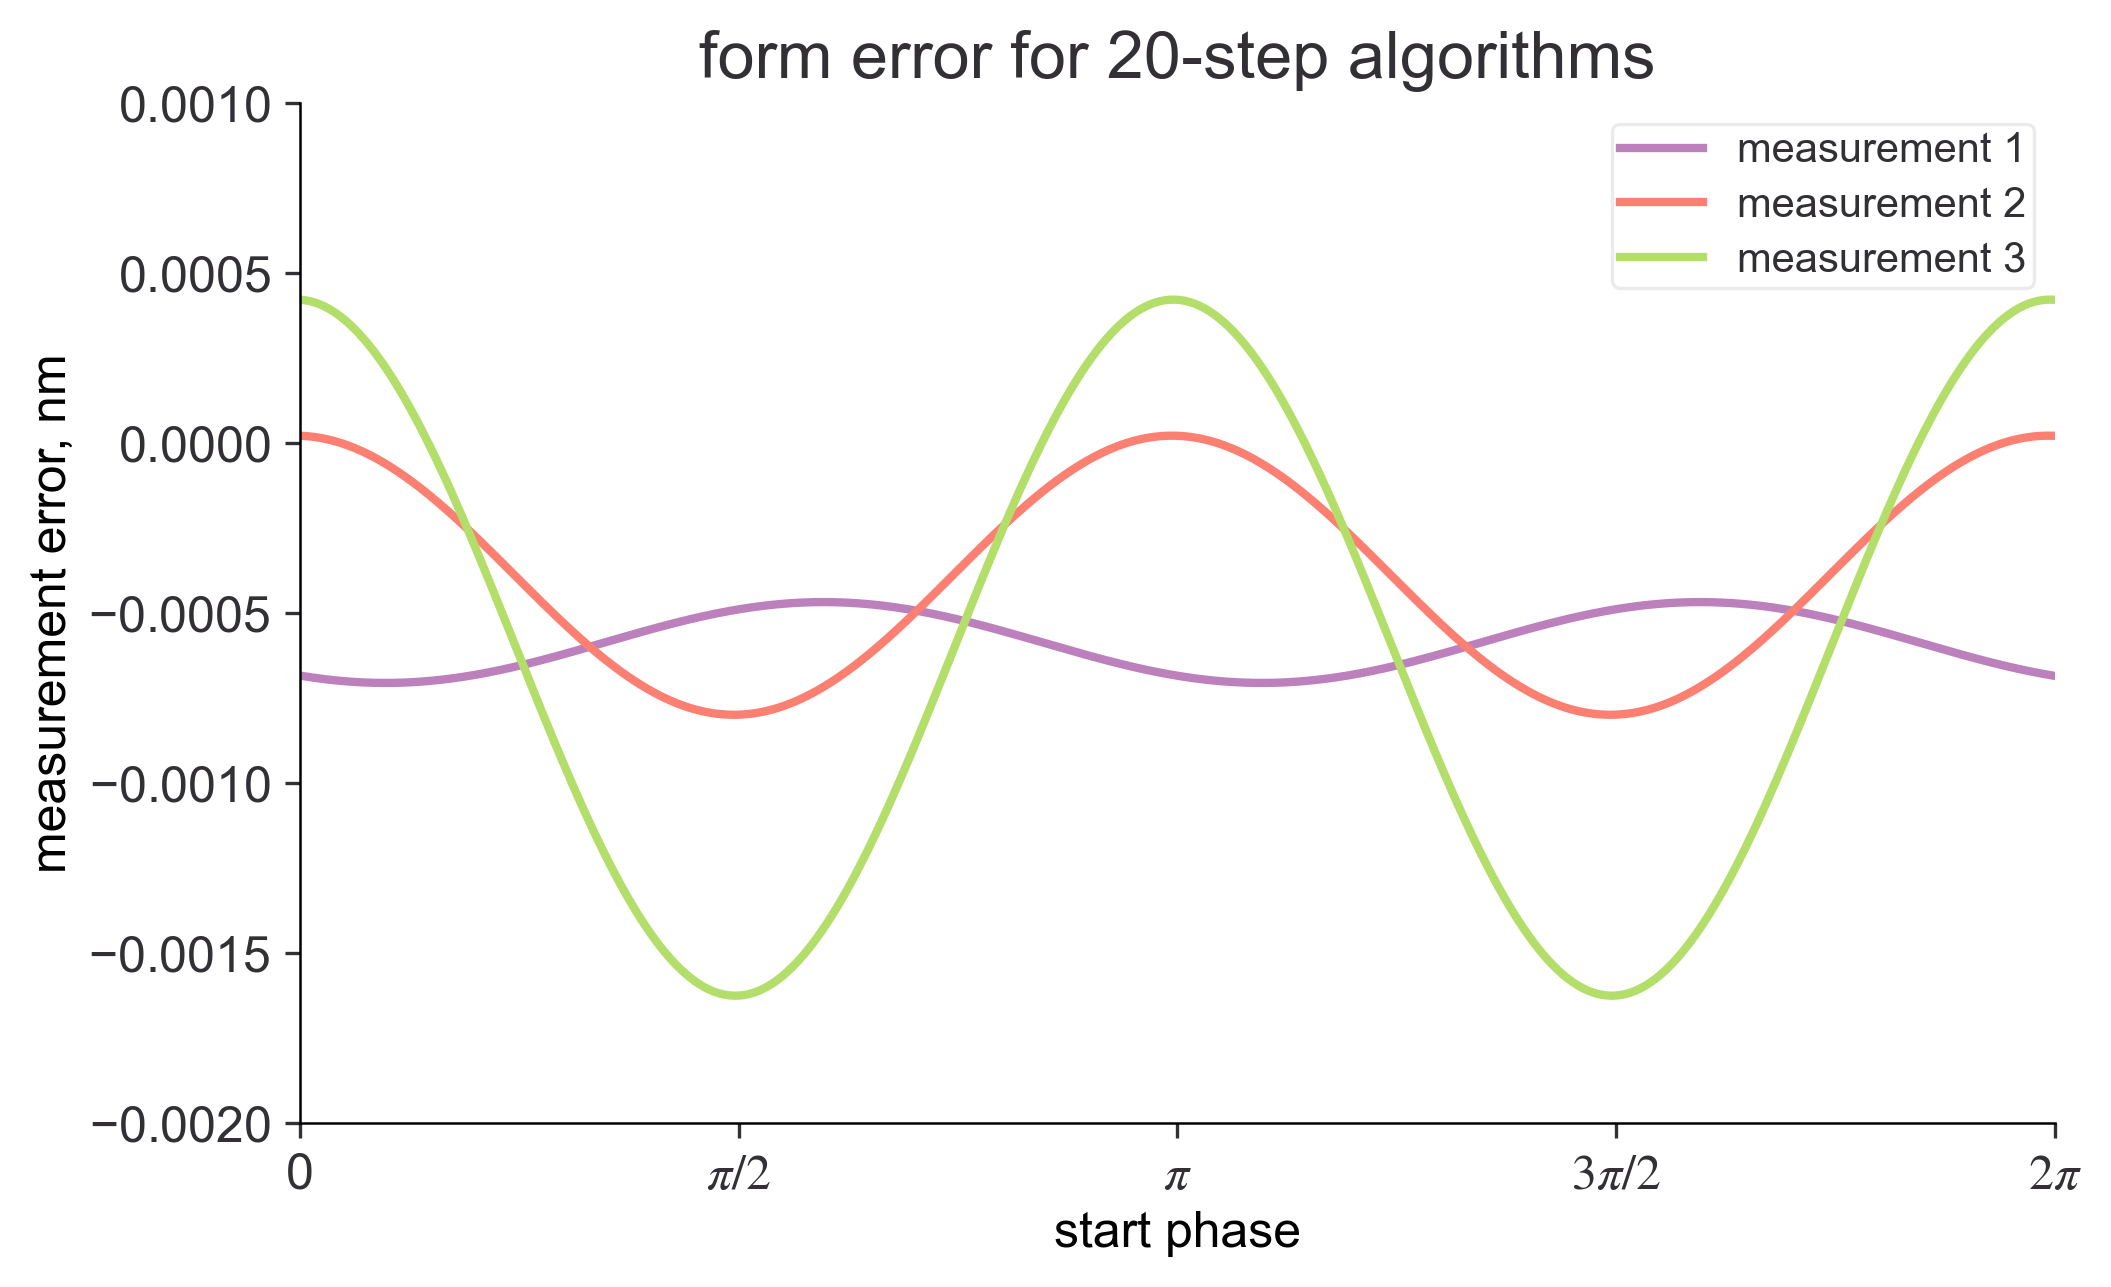 form error for 20-step algorithms
measurement 1
measurement 2
measurement 3
measurement error, nm
0.0010
0.0005
0.0000
−0.0005
−0.0010
−0.0015
−0.0020
0 π/2 π 3π/2 2π
start phase